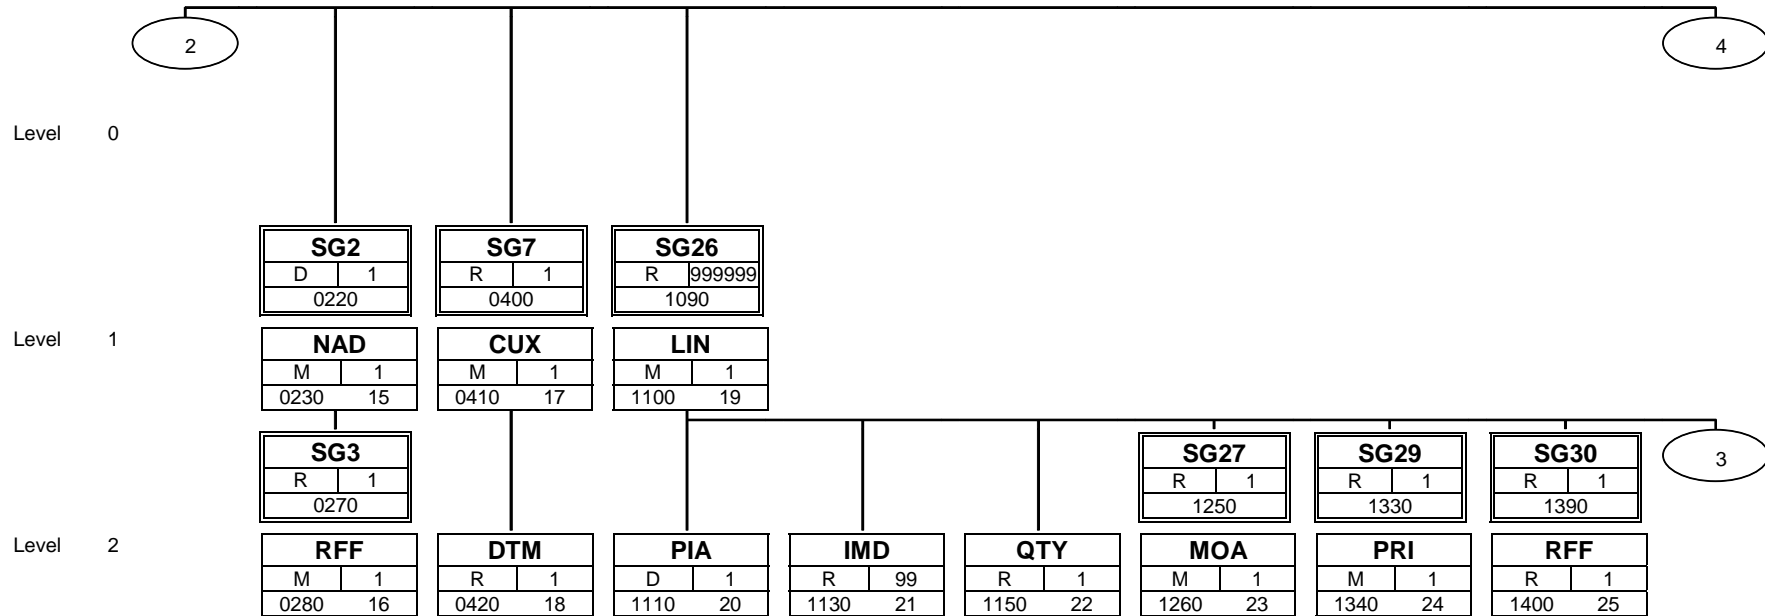 2 4
Level 0
SG2 SG7 SG26
D 1 R 1 R 999999
0220 0400 1090
Level 1 NAD CUX LIN
M 1 M 1 M 1
0230 15 0410 17 1100 19
SG3 SG27 SG29 SG30 3
R 1 R 1 R 1 R 1
0270 1250 1330 1390
Level 2 RFF DTM PIA IMD QTY MOA PRI RFF
M 1 R 1 D 1 R 99 R 1 M 1 M 1 R 1
0280 16 0420 18 1110 20 1130 21 1150 22 1260 23 1340 24 1400 25